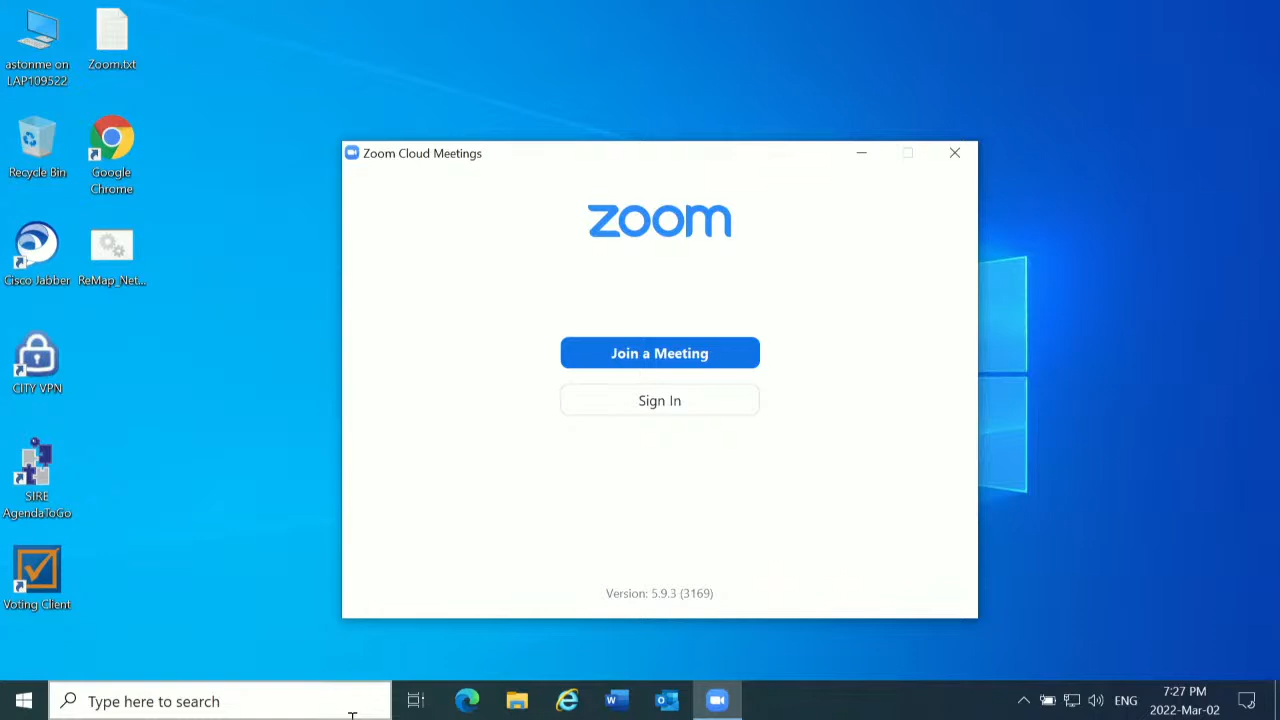 astonme on
LAP109522
Zoom.txt
Recycle Bin
Google
Chrome
Cisco Jabber
ReMap_Net...
CITY VPN
SIRE
AgendaToGo
Voting Client
Zoom Cloud Meetings
zoom
Join a Meeting
Sign In
Version: 5.9.3 (3169)
Type here to search
ENG
7:27 PM
2022-Mar-02